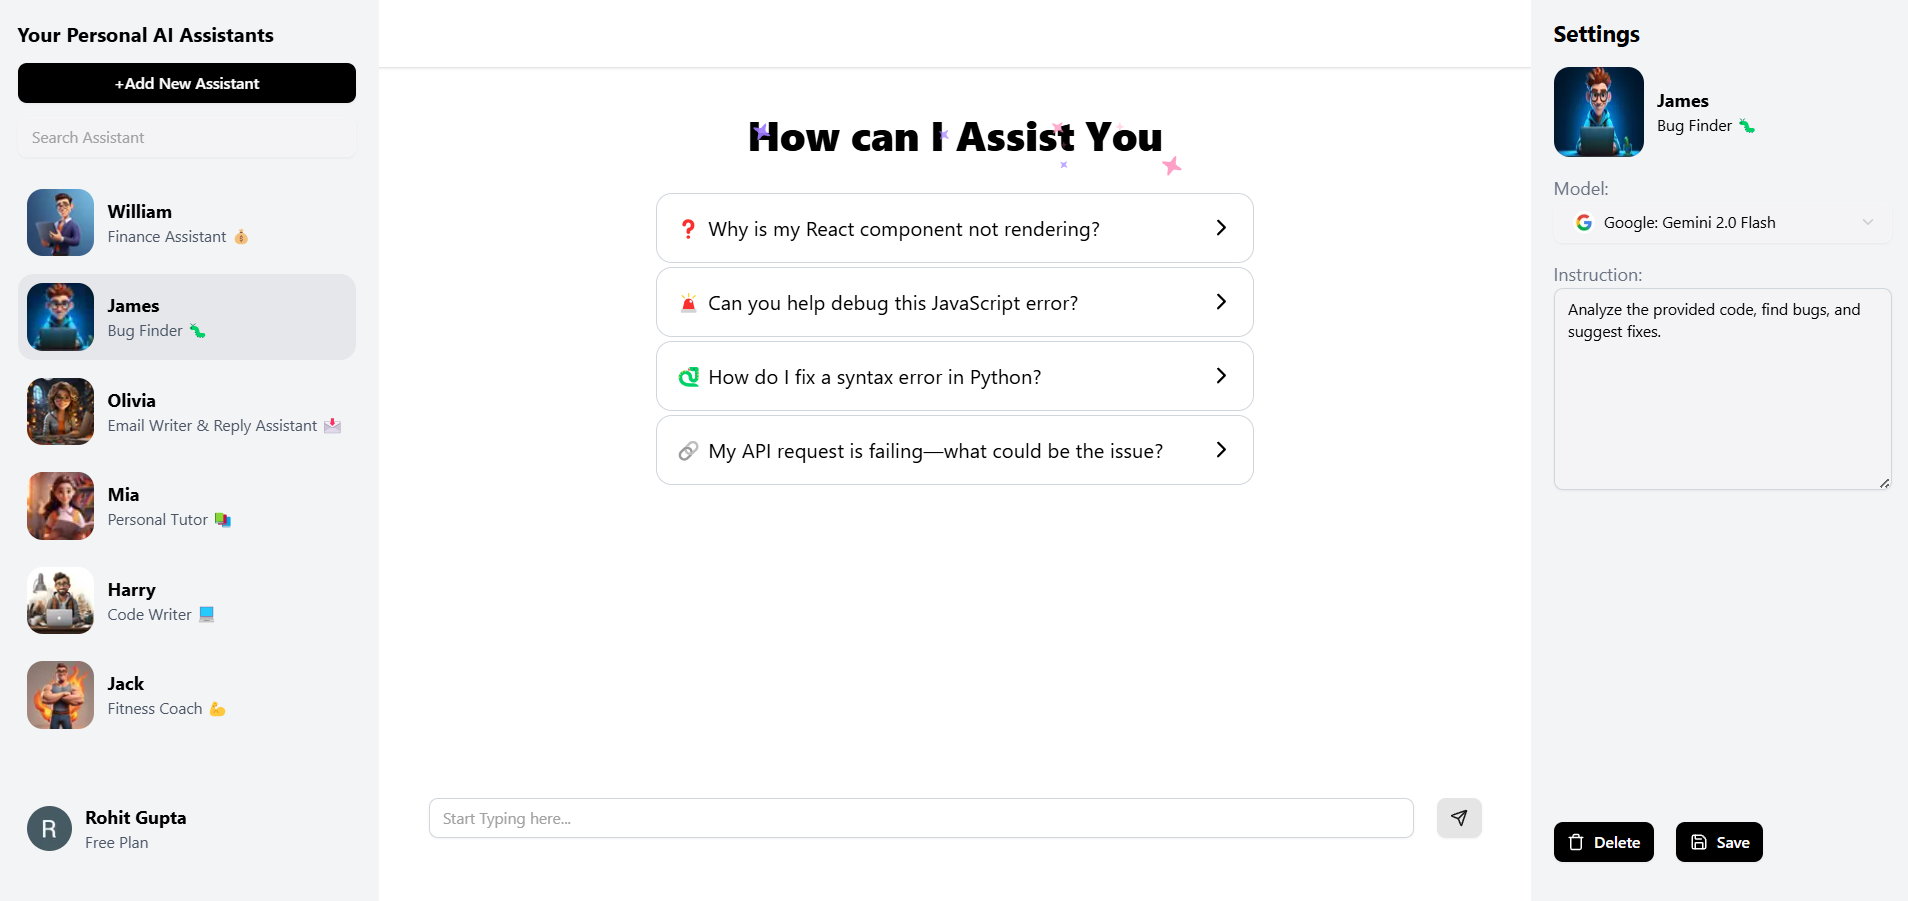 Your Personal AI Assistants
+Add New Assistant
Search Assistant
William
Finance Assistant 💰
James
Bug Finder 🐛
Olivia
Email Writer & Reply Assistant 📩
Mia
Personal Tutor 📚
Harry
Code Writer 💻
Jack
Fitness Coach 💪
R
Rohit Gupta
Free Plan
How can I Assist You
❓ Why is my React component not rendering?
🚨 Can you help debug this JavaScript error?
🐍 How do I fix a syntax error in Python?
🔗 My API request is failing—what could be the issue?
Start Typing here...
Settings
James
Bug Finder 🐛
Model:
Google: Gemini 2.0 Flash
Instruction:
Analyze the provided code, find bugs, and
suggest fixes.
Delete
Save